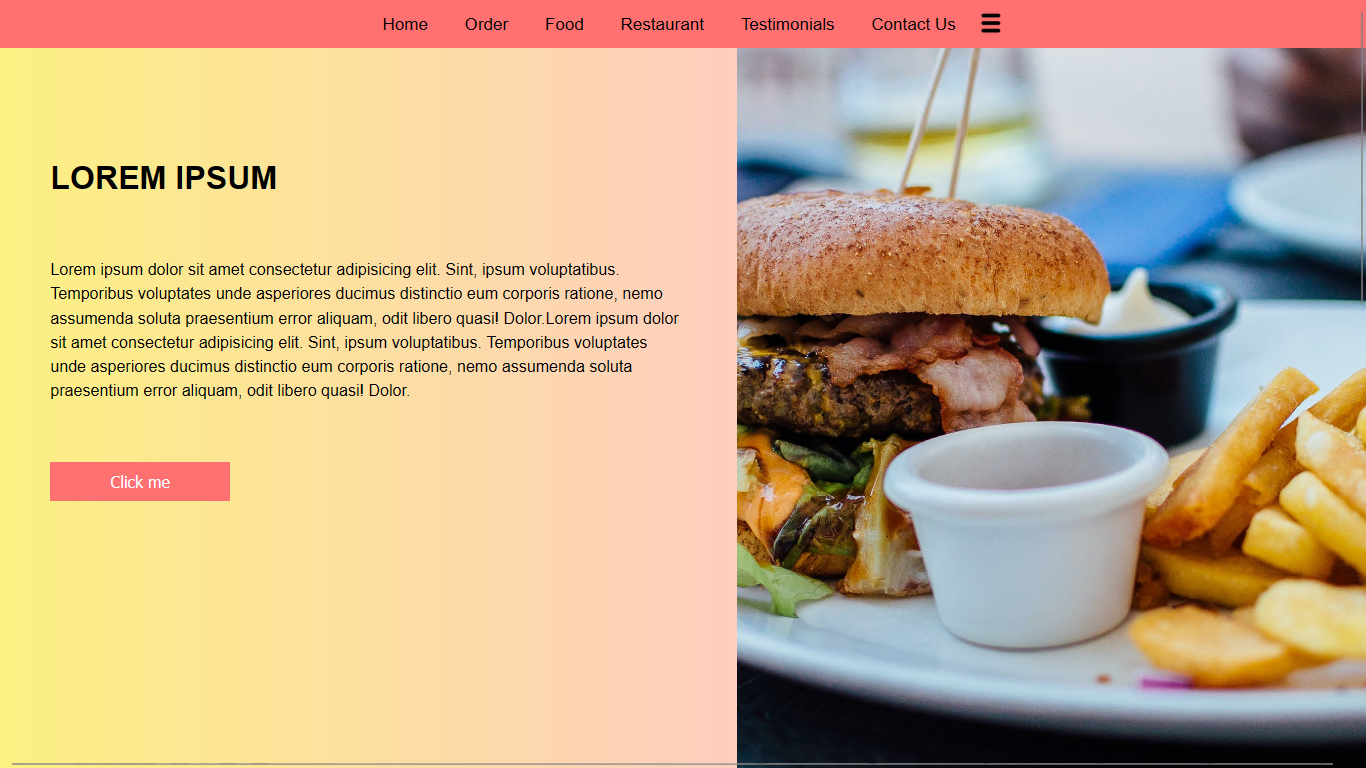 Home Order Food Restaurant Testimonials Contact Us
LOREM IPSUM
Lorem ipsum dolor sit amet consectetur adipisicing elit. Sint, ipsum voluptatibus.
Temporibus voluptates unde asperiores ducimus distinctio eum corporis ratione, nemo
assumenda soluta praesentium error aliquam, odit libero quasi! Dolor.Lorem ipsum dolor
sit amet consectetur adipisicing elit. Sint, ipsum voluptatibus. Temporibus voluptates
unde asperiores ducimus distinctio eum corporis ratione, nemo assumenda soluta
praesentium error aliquam, odit libero quasi! Dolor.
Click me